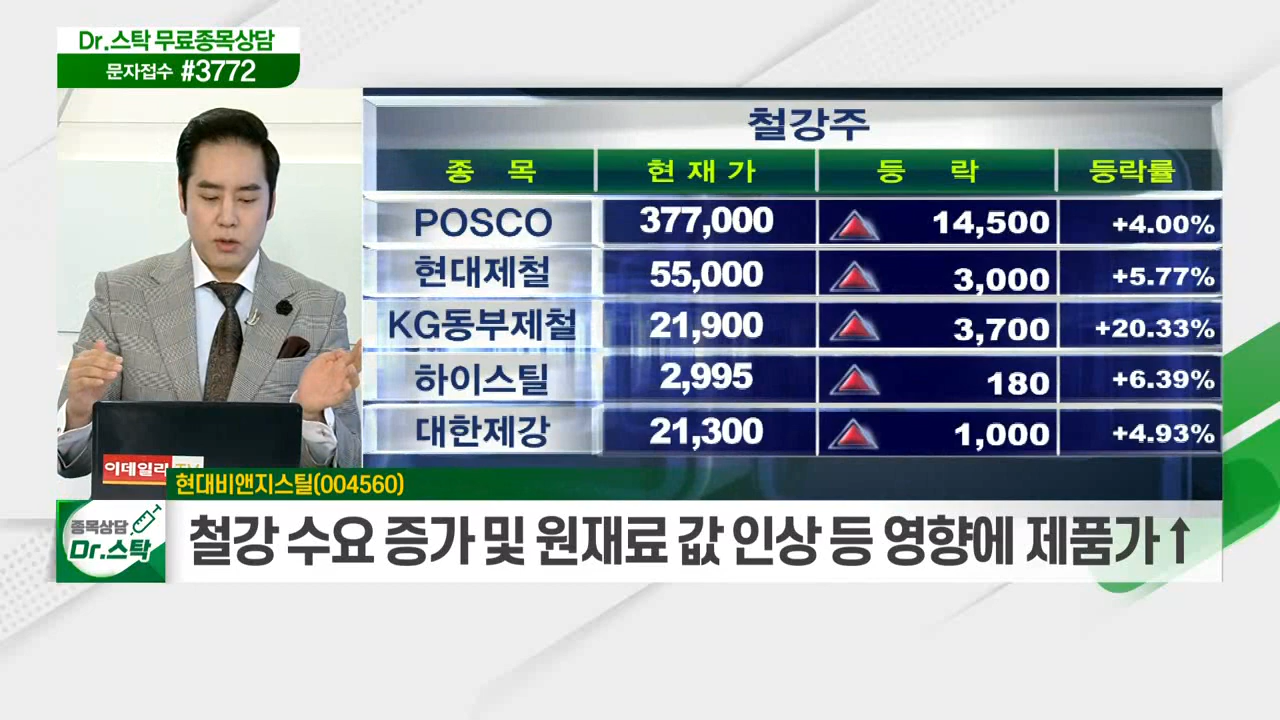 Dr.스탁 무료종목상담
문자접수 #3772
철강주
종 목 현 재 가 등 락 등락률
POSCO 377,000 ▲ 14,500 +4.00%
현대제철 55,000 ▲ 3,000 +5.77%
KG동부제철 21,900 ▲ 3,700 +20.33%
하이스틸 2,995 ▲ 180 +6.39%
대한제강 21,300 ▲ 1,000 +4.93%
이데일리 TV
현대비앤지스틸(004560)
종목상담
Dr.스탁
철강 수요 증가 및 원재료 값 인상 등 영향에 제품가↑